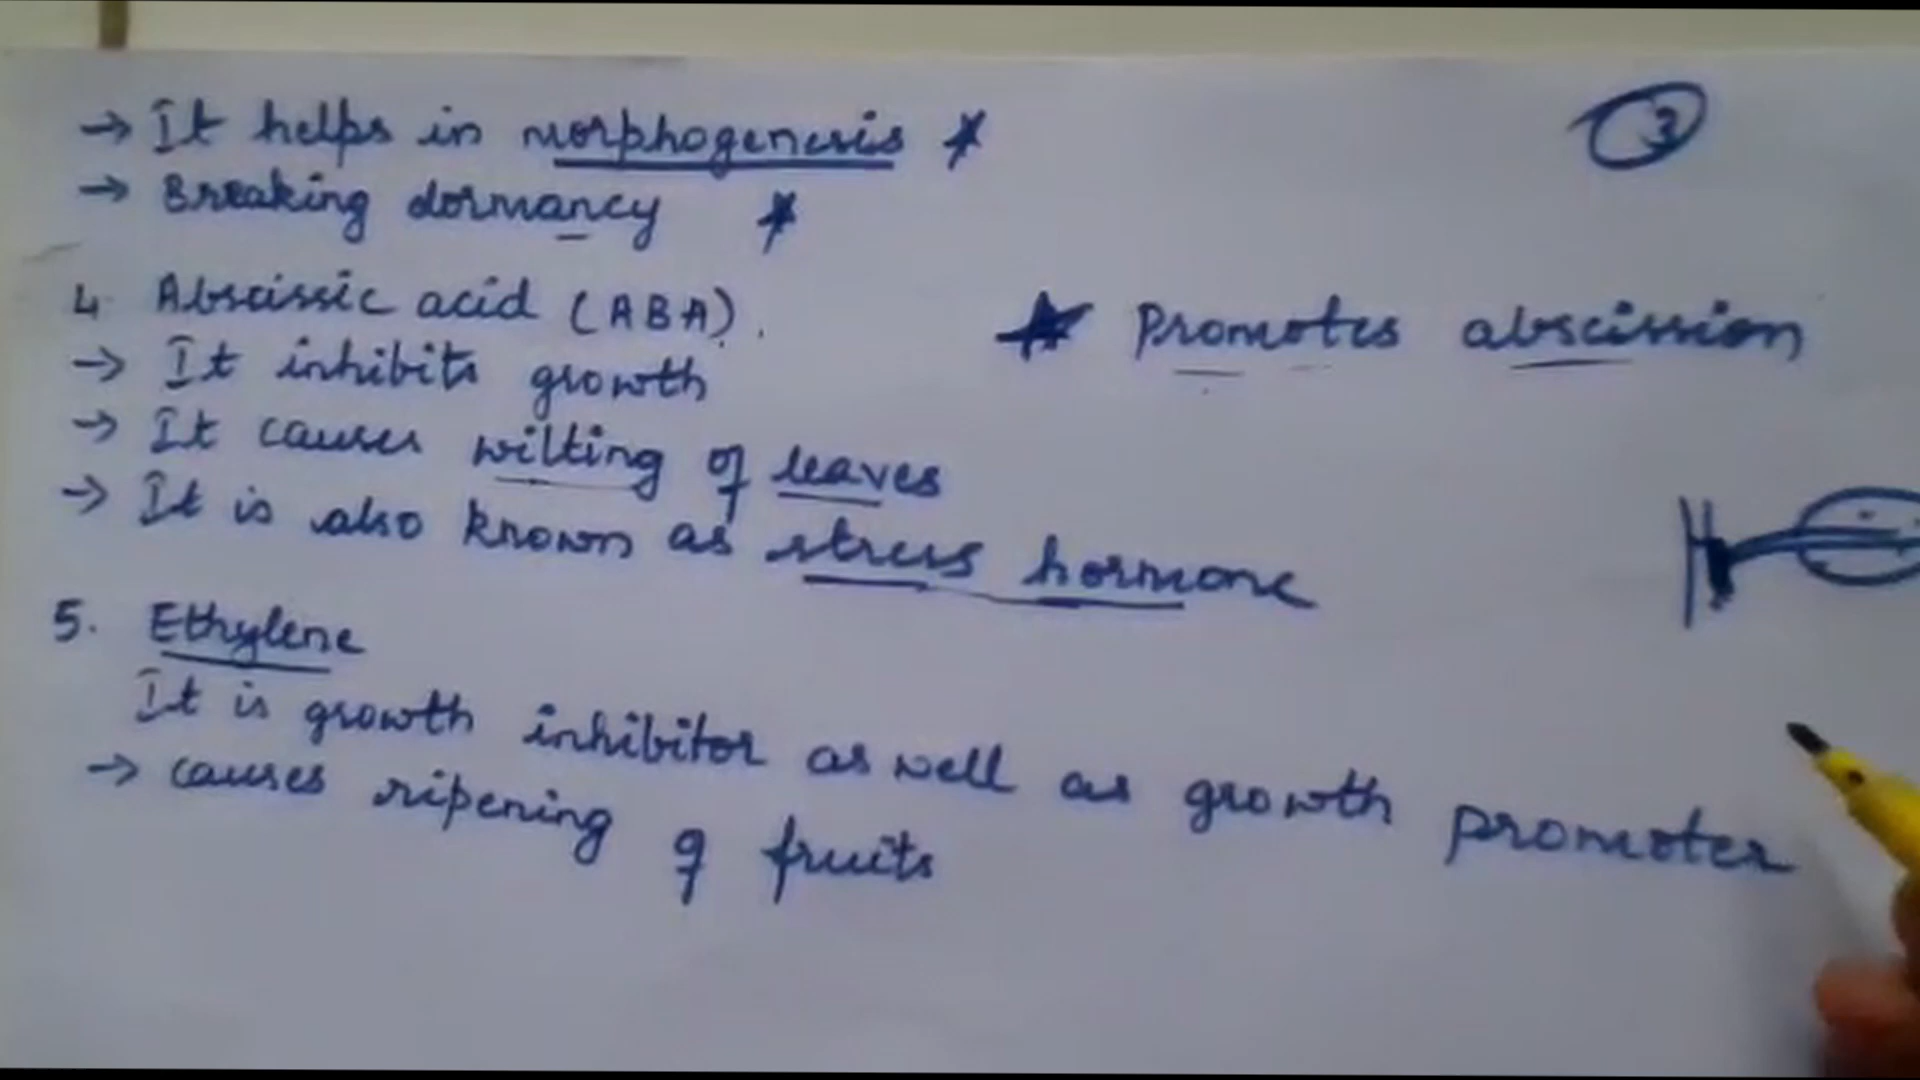 → It helps in morphogenesis *
3
→ Breaking dormancy *
4. Abscissic acid (ABA).
* Promotes abscission
→ It inhibits growth
→ It causes wilting of leaves
→ It is also known as stress hormone
5. Ethylene
It is growth inhibitor as well as growth promoter
→ causes ripening of fruits